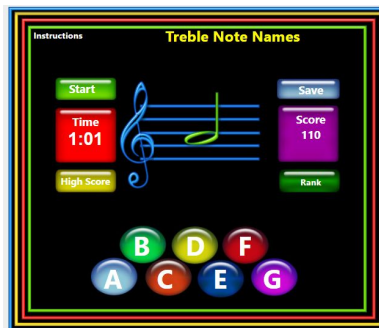 Instructions
Treble Note Names
Start
Save
Time
1:01
Score
110
High Score
Rank
B D F
A C E G